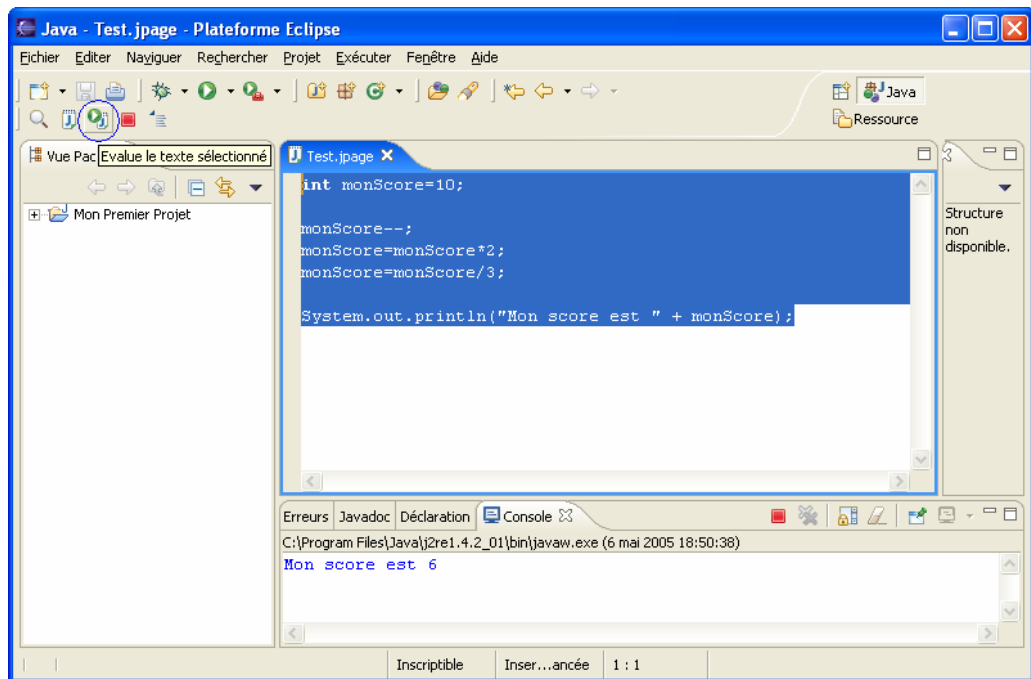 Java - Test.jpage - Plateforme Eclipse
Fichier Editer Naviguer Rechercher Projet Exécuter Fenêtre Aide
Java
Ressource
Vue Pac
Evalue le texte sélectionné
Test.jpage
Mon Premier Projet
int monScore=10;
monScore--;
monScore=monScore*2;
monScore=monScore/3;
System.out.println("Mon score est " + monScore);
Structure
non
disponible.
Erreurs Javadoc Déclaration Console
C:\Program Files\Java\j2re1.4.2_01\bin\javaw.exe (6 mai 2005 18:50:38)
Mon score est 6
Inscriptible Inser...ancée 1 : 1